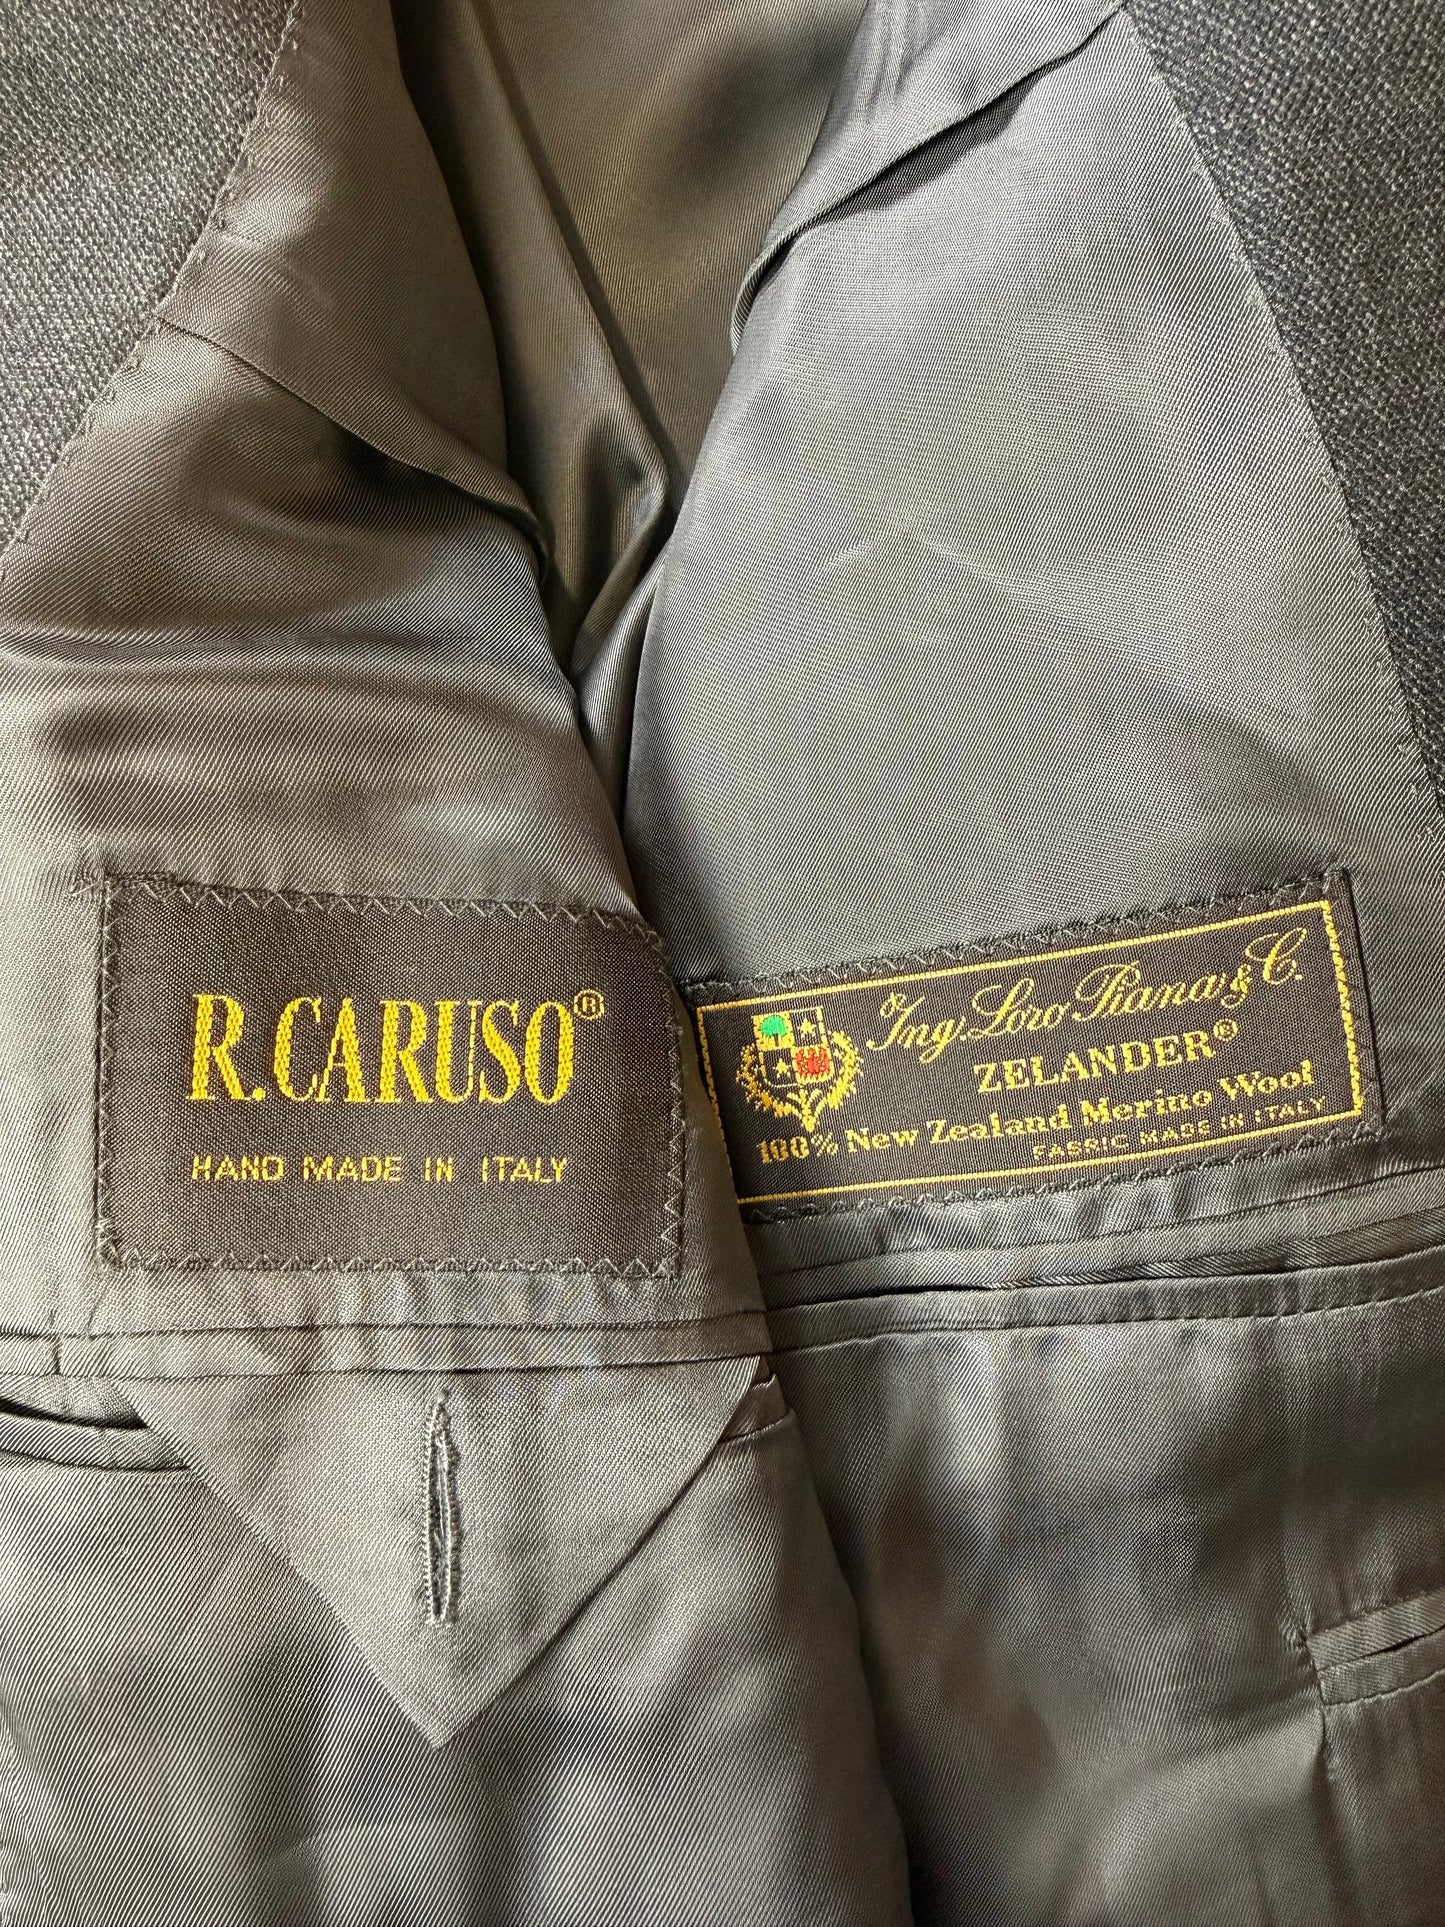 R.CARUSO®
HAND MADE IN ITALY
Ing. Loro Piana & C.
ZELANDER®
100% New Zealand Merino Wool
FABRIC MADE IN ITALY